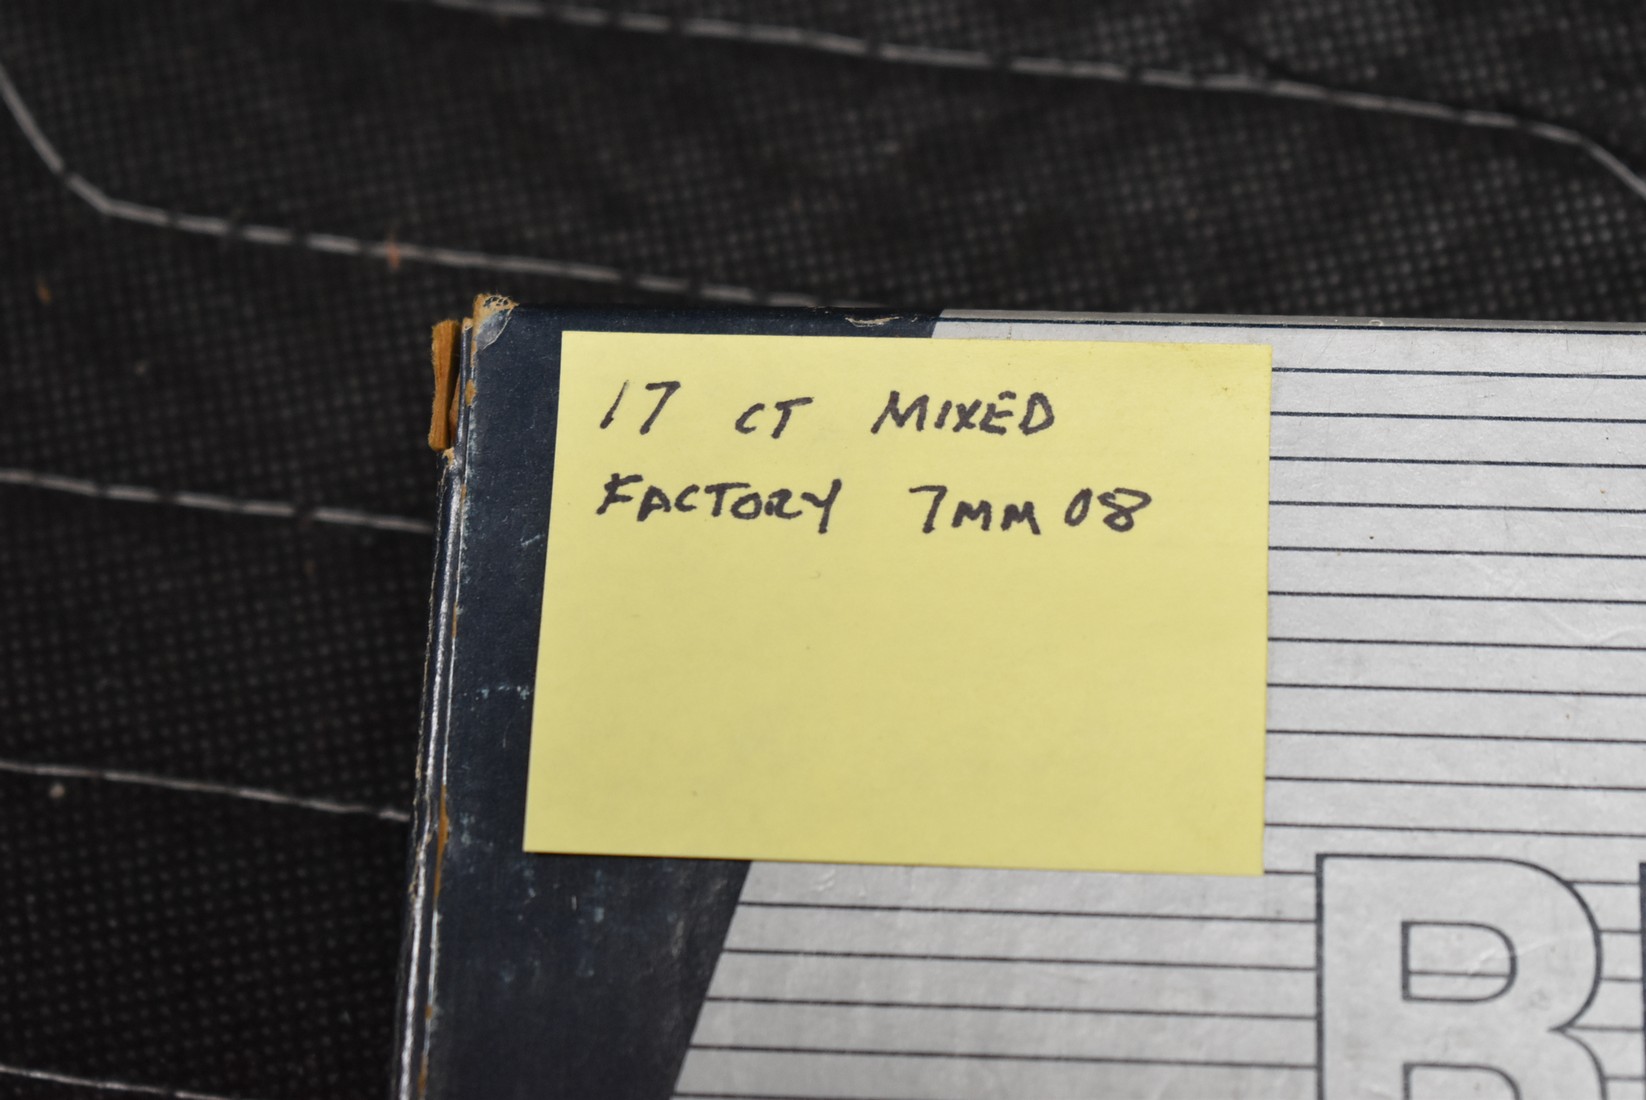 17 CT MIXED
FACTORY 7MM 08
R